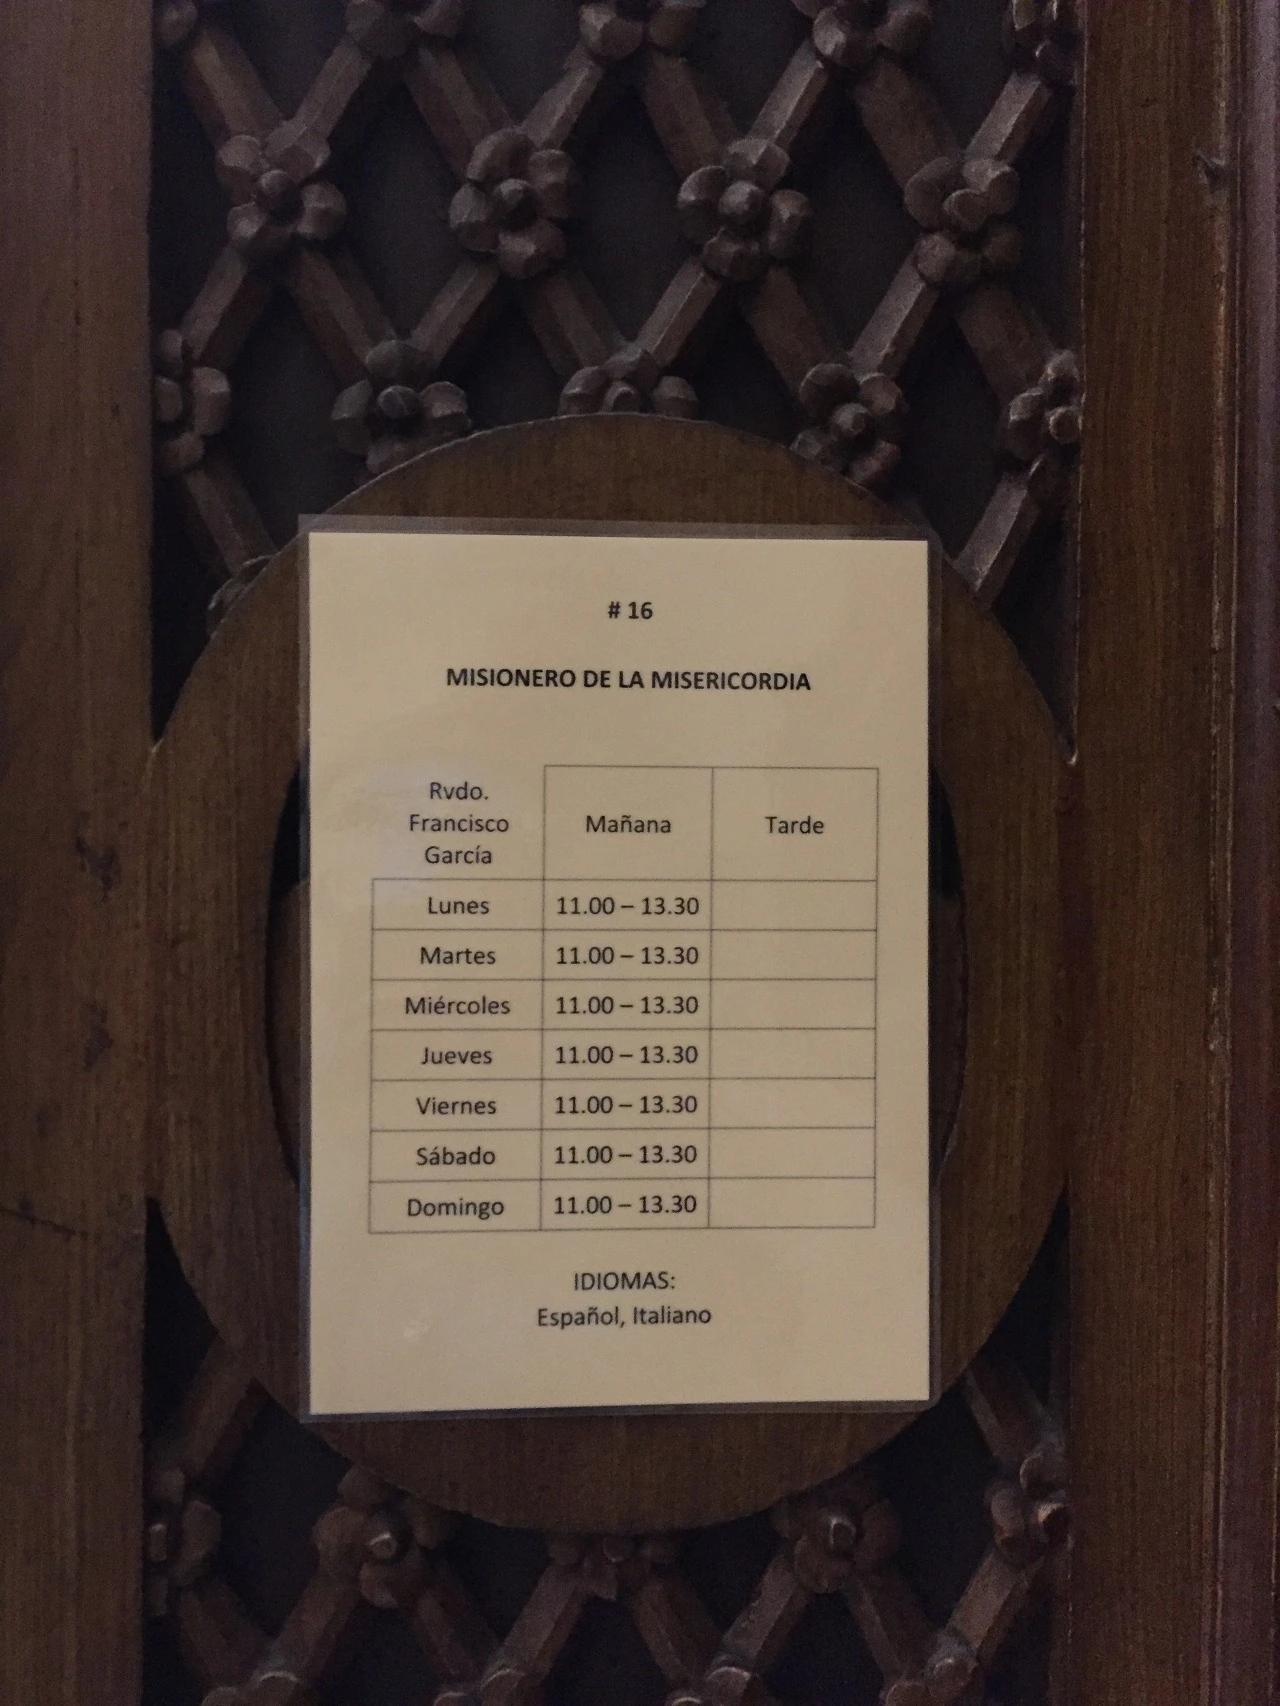 # 16
MISIONERO DE LA MISERICORDIA
Rvdo.
Francisco
García
Mañana Tarde
Lunes 11.00 – 13.30
Martes 11.00 – 13.30
Miércoles 11.00 – 13.30
Jueves 11.00 – 13.30
Viernes 11.00 – 13.30
Sábado 11.00 – 13.30
Domingo 11.00 – 13.30
IDIOMAS:
Español, Italiano